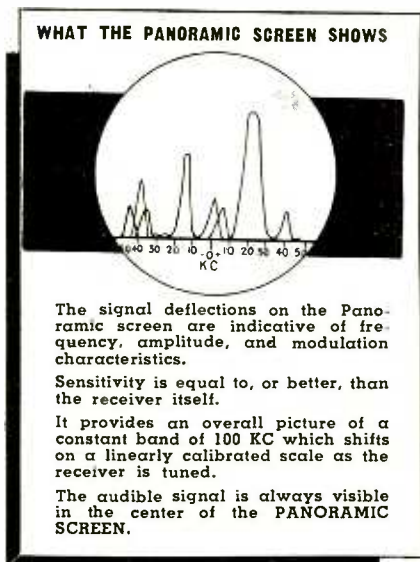 WHAT THE PANORAMIC SCREEN SHOWS
50 40 30 20 10 -0+ 10 20 30 40 50
KC
The signal deflections on the Pano-
ramic screen are indicative of fre-
quency, amplitude, and modulation
characteristics.
Sensitivity is equal to, or better, than
the receiver itself.
It provides an overall picture of a
constant band of 100 KC which shifts
on a linearly calibrated scale as the
receiver is tuned.
The audible signal is always visible
in the center of the PANORAMIC
SCREEN.